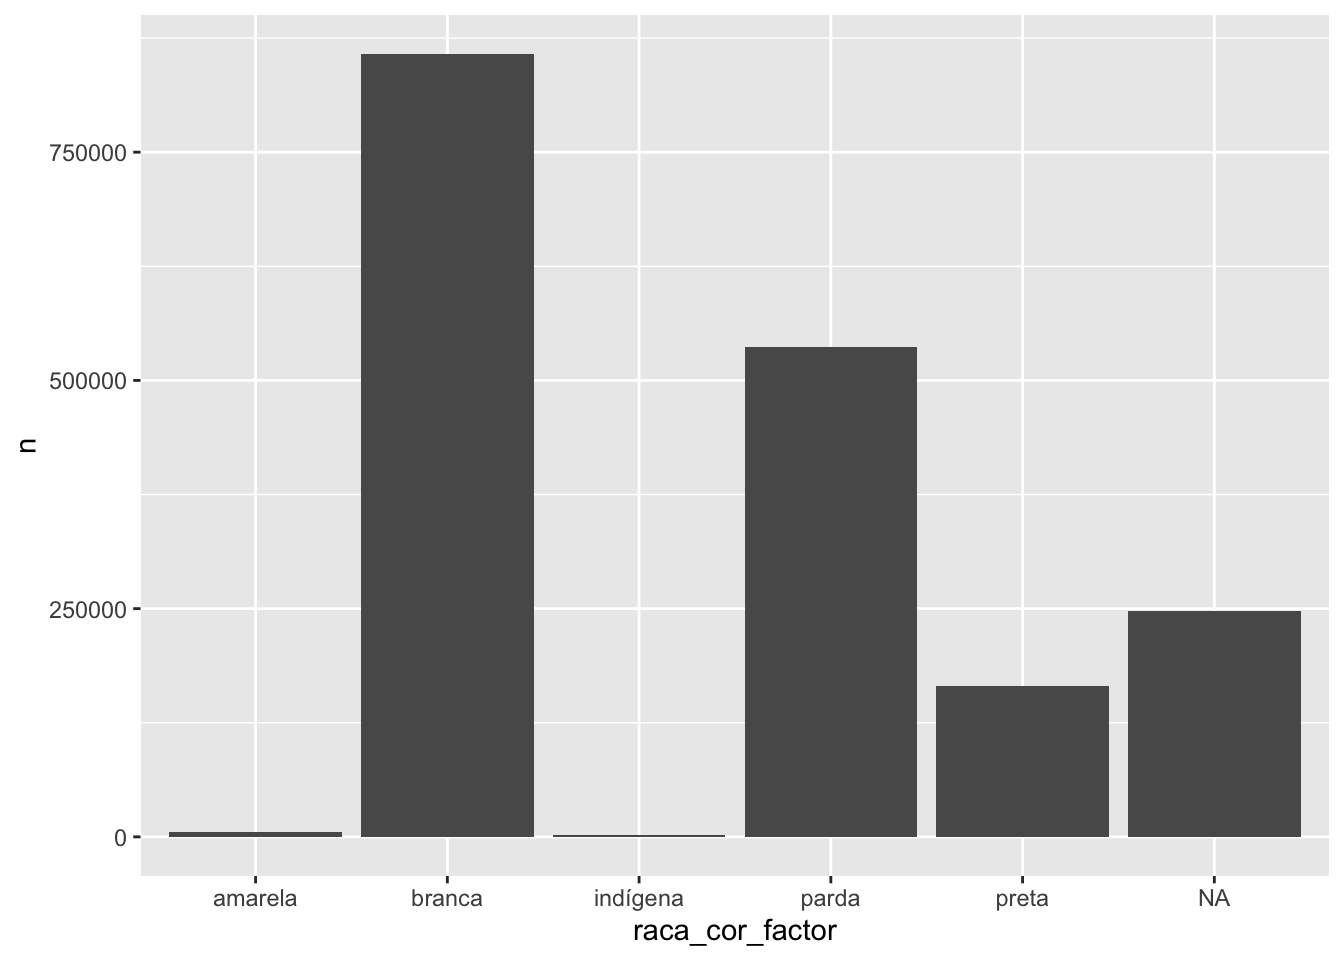 n
750000
500000
250000
0
amarela branca indígena parda preta NA
raca_cor_factor